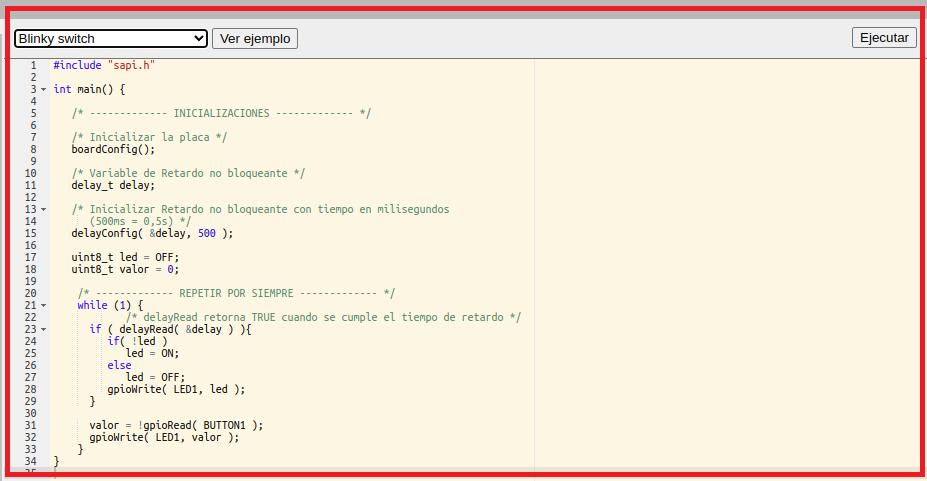 Blinky switch Ver ejemplo Ejecutar
1 #include "sapi.h"
2
3 int main() {
4
5 /* ------------- INICIALIZACIONES ------------- */
6
7 /* Inicializar la placa */
8 boardConfig();
9
10 /* Variable de Retardo no bloqueante */
11 delay_t delay;
12
13 /* Inicializar Retardo no bloqueante con tiempo en milisegundos
14 (500ms = 0,5s) */
15 delayConfig( &delay, 500 );
16
17 uint8_t led = OFF;
18 uint8_t valor = 0;
19
20 /* ------------- REPETIR POR SIEMPRE ------------- */
21 while (1) {
22 /* delayRead retorna TRUE cuando se cumple el tiempo de retardo */
23 if ( delayRead( &delay ) ){
24 if( !led )
25 led = ON;
26 else
27 led = OFF;
28 gpioWrite( LED1, led );
29 }
30
31 valor = !gpioRead( BUTTON1 );
32 gpioWrite( LED1, valor );
33 }
34 }
35